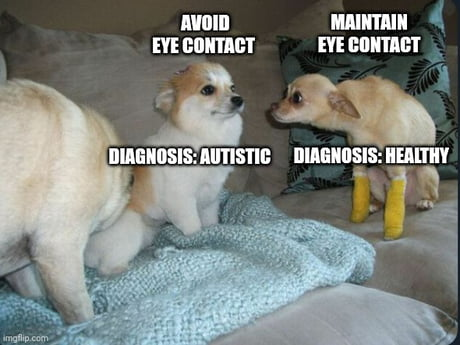 AVOID
EYE CONTACT
MAINTAIN
EYE CONTACT
DIAGNOSIS: AUTISTIC
DIAGNOSIS: HEALTHY
imgflip.com